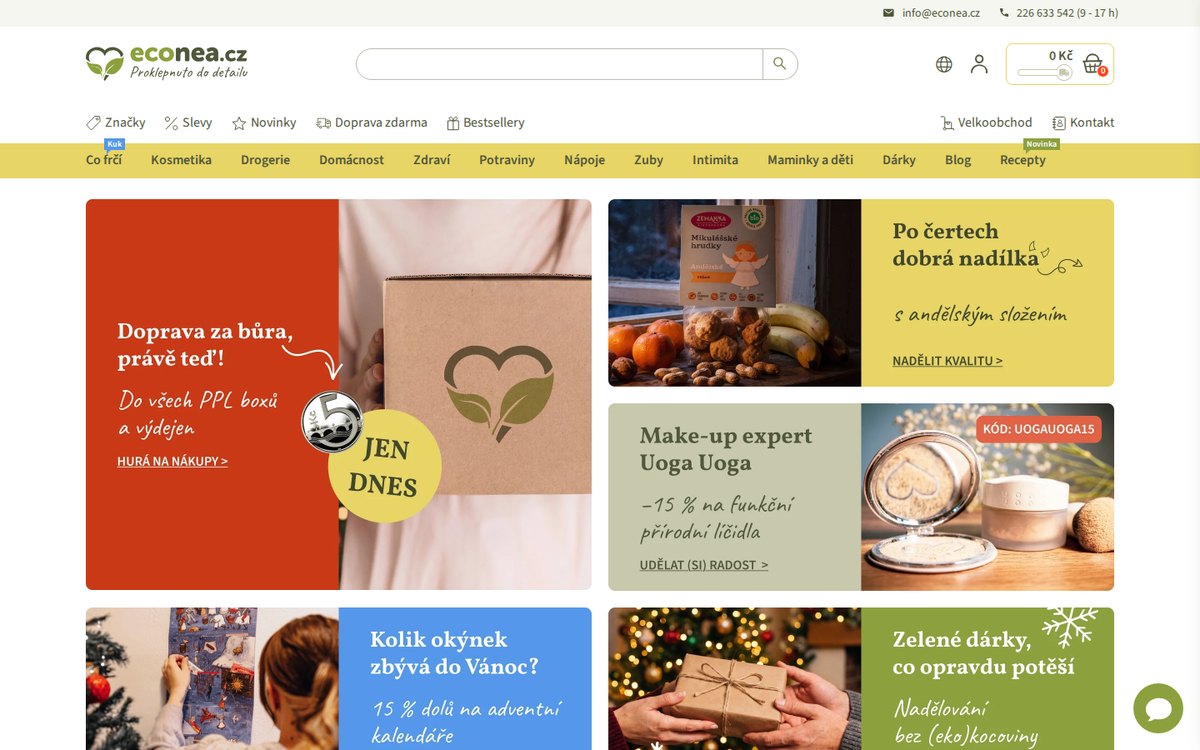 info@econea.cz
226 633 542 (9 - 17 h)
econea.cz
Proklepnuto do detailu
0 Kč
0
Značky
Slevy
Novinky
Doprava zdarma
Bestsellery
Velkoobchod
Kontakt
Kuk
Novinka
Co frčí
Kosmetika
Drogerie
Domácnost
Zdraví
Potraviny
Nápoje
Zuby
Intimita
Maminky a děti
Dárky
Blog
Recepty
Doprava za bůra,
právě teď!
Do všech PPL boxů
a výdejen
HURÁ NA NÁKUPY >
5 Kč
JEN
DNES
ZEMANKA
Mikulášské
hrudky
Andělské
Po čertech
dobrá nadílka
s andělským složením
NADĚLIT KVALITU >
Make-up expert
Uoga Uoga
–15 % na funkční
přírodní líčidla
UDĚLAT (SI) RADOST >
KÓD: UOGAUOGA15
Kolik okýnek
zbývá do Vánoc?
15 % dolů na adventní
kalendáře
Zelené dárky,
co opravdu potěší
Nadělování
bez (eko)kocoviny